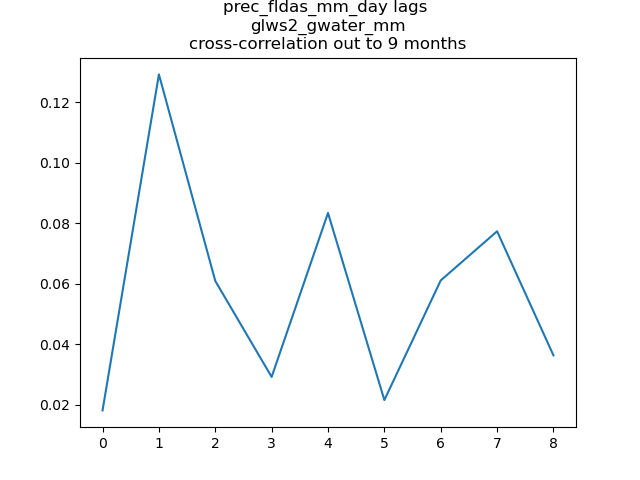 prec_fldas_mm_day lags
glws2_gwater_mm
cross-correlation out to 9 months
0.12
0.10
0.08
0.06
0.04
0.02
0 1 2 3 4 5 6 7 8